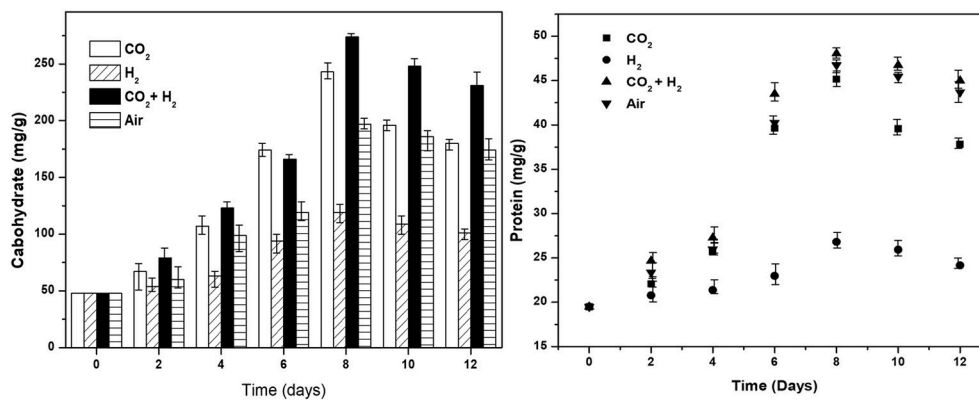 CO₂
H₂
CO₂ + H₂
Air
Cabohydrate (mg/g)
250
200
150
100
50
0
0 2 4 6 8 10 12
Time (days)
CO₂
H₂
CO₂ + H₂
Air
Protein (mg/g)
50
45
40
35
30
25
20
15
0 2 4 6 8 10 12
Time (Days)